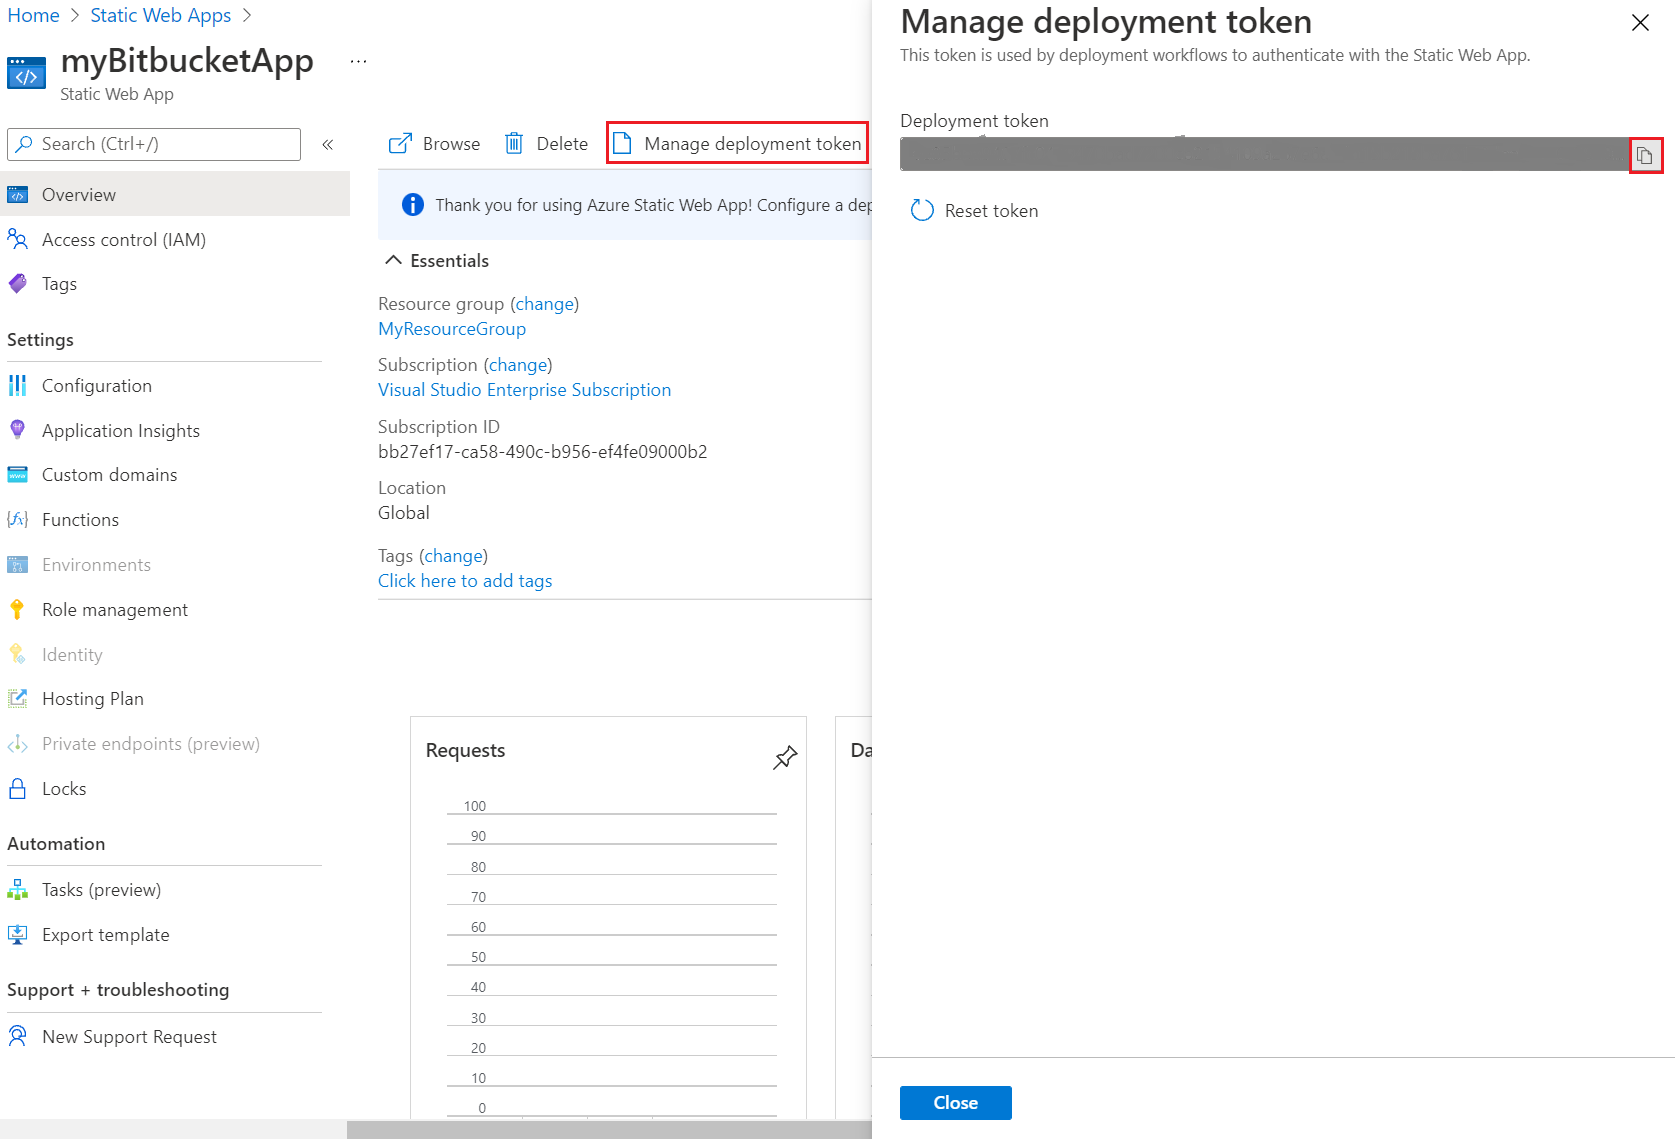 Home > Static Web Apps >
myBitbucketApp ...
Static Web App
Search (Ctrl+/) «
Overview
Access control (IAM)
Tags
Settings
Configuration
Application Insights
Custom domains
Functions
Environments
Role management
Identity
Hosting Plan
Private endpoints (preview)
Locks
Automation
Tasks (preview)
Export template
Support + troubleshooting
New Support Request
Browse Delete Manage deployment token
Thank you for using Azure Static Web App! Configure a dep
Essentials
Resource group (change)
MyResourceGroup
Subscription (change)
Visual Studio Enterprise Subscription
Subscription ID
bb27ef17-ca58-490c-b956-ef4fe09000b2
Location
Global
Tags (change)
Click here to add tags
Requests
100
90
80
70
60
50
40
30
20
10
0
Da
Manage deployment token
This token is used by deployment workflows to authenticate with the Static Web App.
Deployment token
Reset token
Close